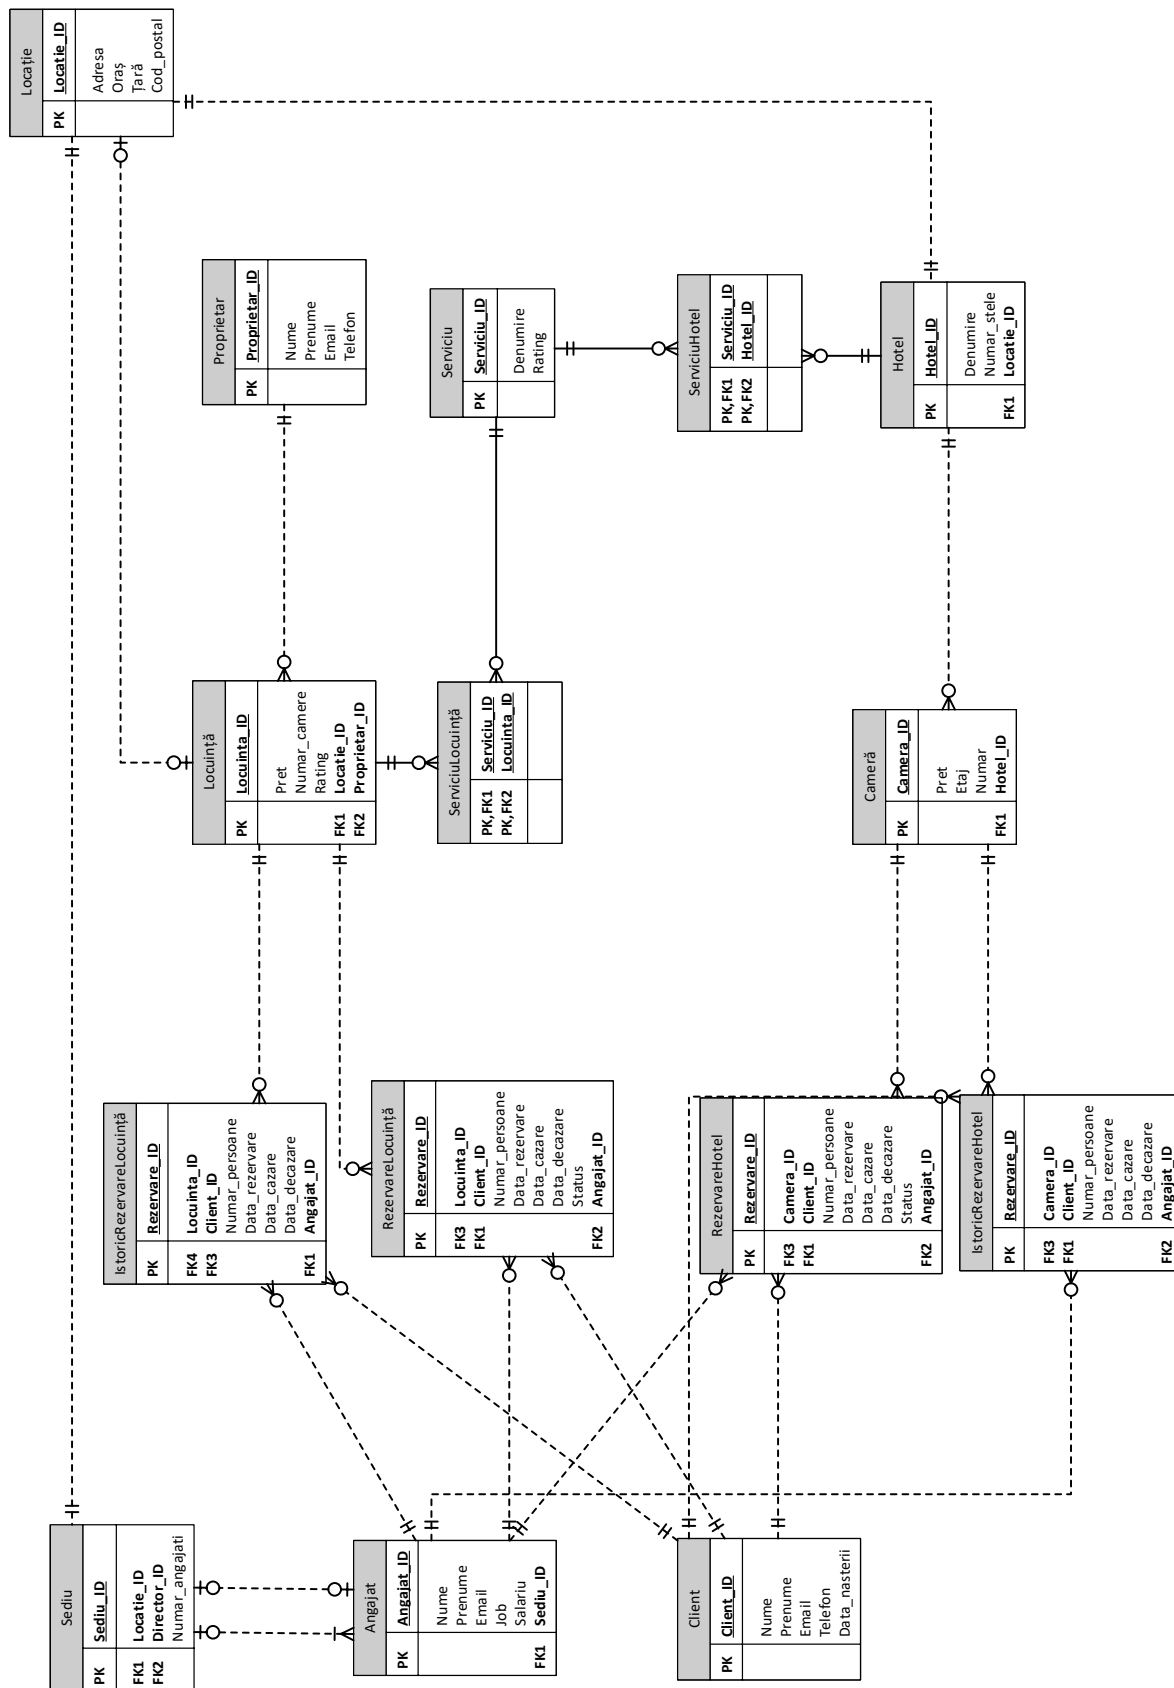 Locație
PK Locatie_ID
Adresa
Oraș
Țară
Cod_postal
Proprietar
PK Proprietar_ID
Nume
Prenume
Email
Telefon
Serviciu
PK Serviciu_ID
Denumire
Rating
ServiciuHotel
PK,FK1 Serviciu_ID
PK,FK2 Hotel_ID
Hotel
PK Hotel_ID
Denumire
Numar_stele
FK1 Locatie_ID
Locuință
PK Locuinta_ID
Pret
Numar_camere
Rating
FK1 Locatie_ID
FK2 Proprietar_ID
ServiciuLocuință
PK,FK1 Serviciu_ID
PK,FK2 Locuinta_ID
Cameră
PK Camera_ID
Pret
Etaj
Numar
FK1 Hotel_ID
IstoricRezervareLocuință
PK Rezervare_ID
FK4 Locuinta_ID
FK3 Client_ID
Numar_persoane
Data_rezervare
Data_cazare
Data_decazare
FK1 Angajat_ID
RezervareLocuință
PK Rezervare_ID
FK3 Locuinta_ID
FK1 Client_ID
Numar_persoane
Data_rezervare
Data_cazare
Data_decazare
Status
FK2 Angajat_ID
RezervareHotel
PK Rezervare_ID
FK3 Camera_ID
FK1 Client_ID
Numar_persoane
Data_rezervare
Data_cazare
Data_decazare
Status
FK2 Angajat_ID
IstoricRezervareHotel
PK Rezervare_ID
FK3 Camera_ID
FK1 Client_ID
Numar_persoane
Data_rezervare
Data_cazare
Data_decazare
FK2 Angajat_ID
Sediu
PK Sediu_ID
FK1 Locatie_ID
FK2 Director_ID
Numar_angajati
Angajat
PK Angajat_ID
Nume
Prenume
Email
Job
Salariu
FK1 Sediu_ID
Client
PK Client_ID
Nume
Prenume
Email
Telefon
Data_nasterii